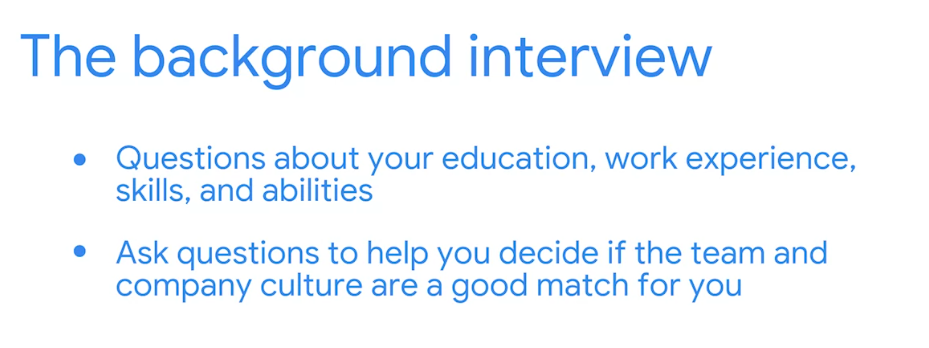 The background interview
• Questions about your education, work experience,
skills, and abilities
• Ask questions to help you decide if the team and
company culture are a good match for you